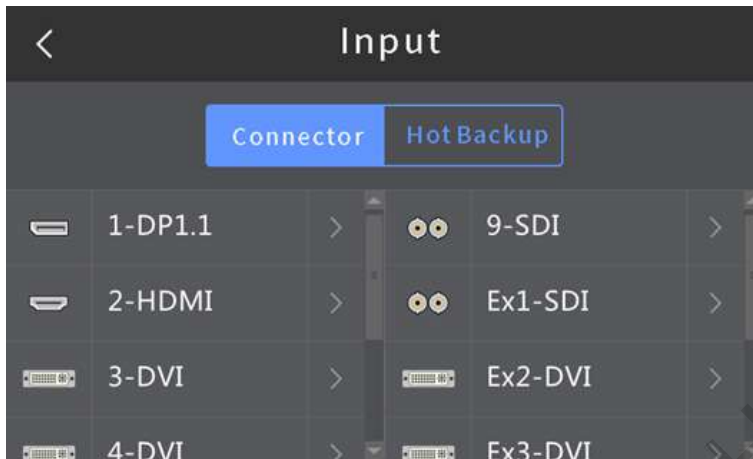 Input
Connector
Hot Backup
1-DP1.1
9-SDI
2-HDMI
Ex1-SDI
3-DVI
Ex2-DVI
4-DVI
Ex3-DVI